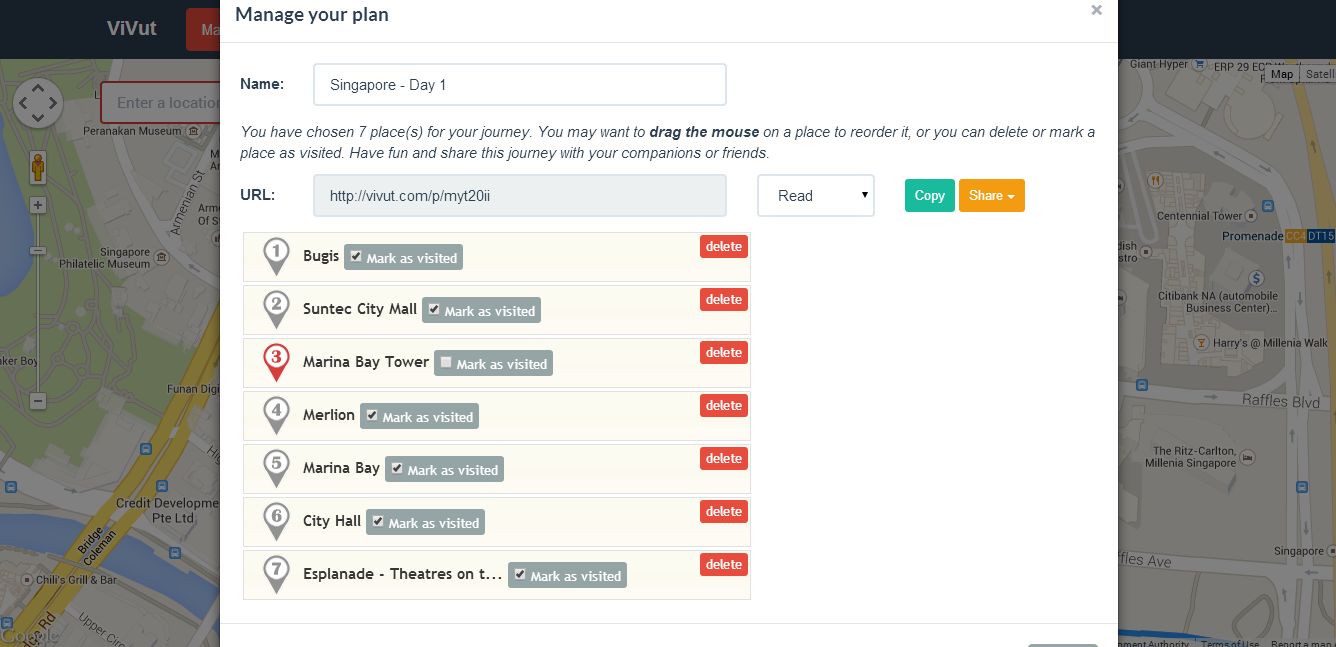 Manage your plan
×
ViVut
Ma
Name:
Singapore - Day 1
Enter a location
You have chosen 7 place(s) for your journey. You may want to drag the mouse on a place to reorder it, or you can delete or mark a
place as visited. Have fun and share this journey with your companions or friends.
URL:
http://vivut.com/p/myt20ii
Read
Copy
Share
1 Bugis Mark as visited delete
2 Suntec City Mall Mark as visited delete
3 Marina Bay Tower Mark as visited delete
4 Merlion Mark as visited delete
5 Marina Bay Mark as visited delete
6 City Hall Mark as visited delete
7 Esplanade - Theatres on t... Mark as visited delete
Peranakan Museum
Armenian St
Singapore
Philatelic Museum
Funan Digi
Credit Developme
Pte Ltd
Bridge
Coleman
Chili's Grill & Bar
Upper Circ
Google
Giant Hyper
ERP 29 ECP
Map
Satell
Centennial Tower
Promenade
CC4 DT15
Citibank NA (automobile
Business Center)...
Harry's @ Millenia Walk
Raffles Blvd
The Ritz-Carlton,
Millenia Singapore
Singapore
ffles Ave
Terms of Use
Report a map